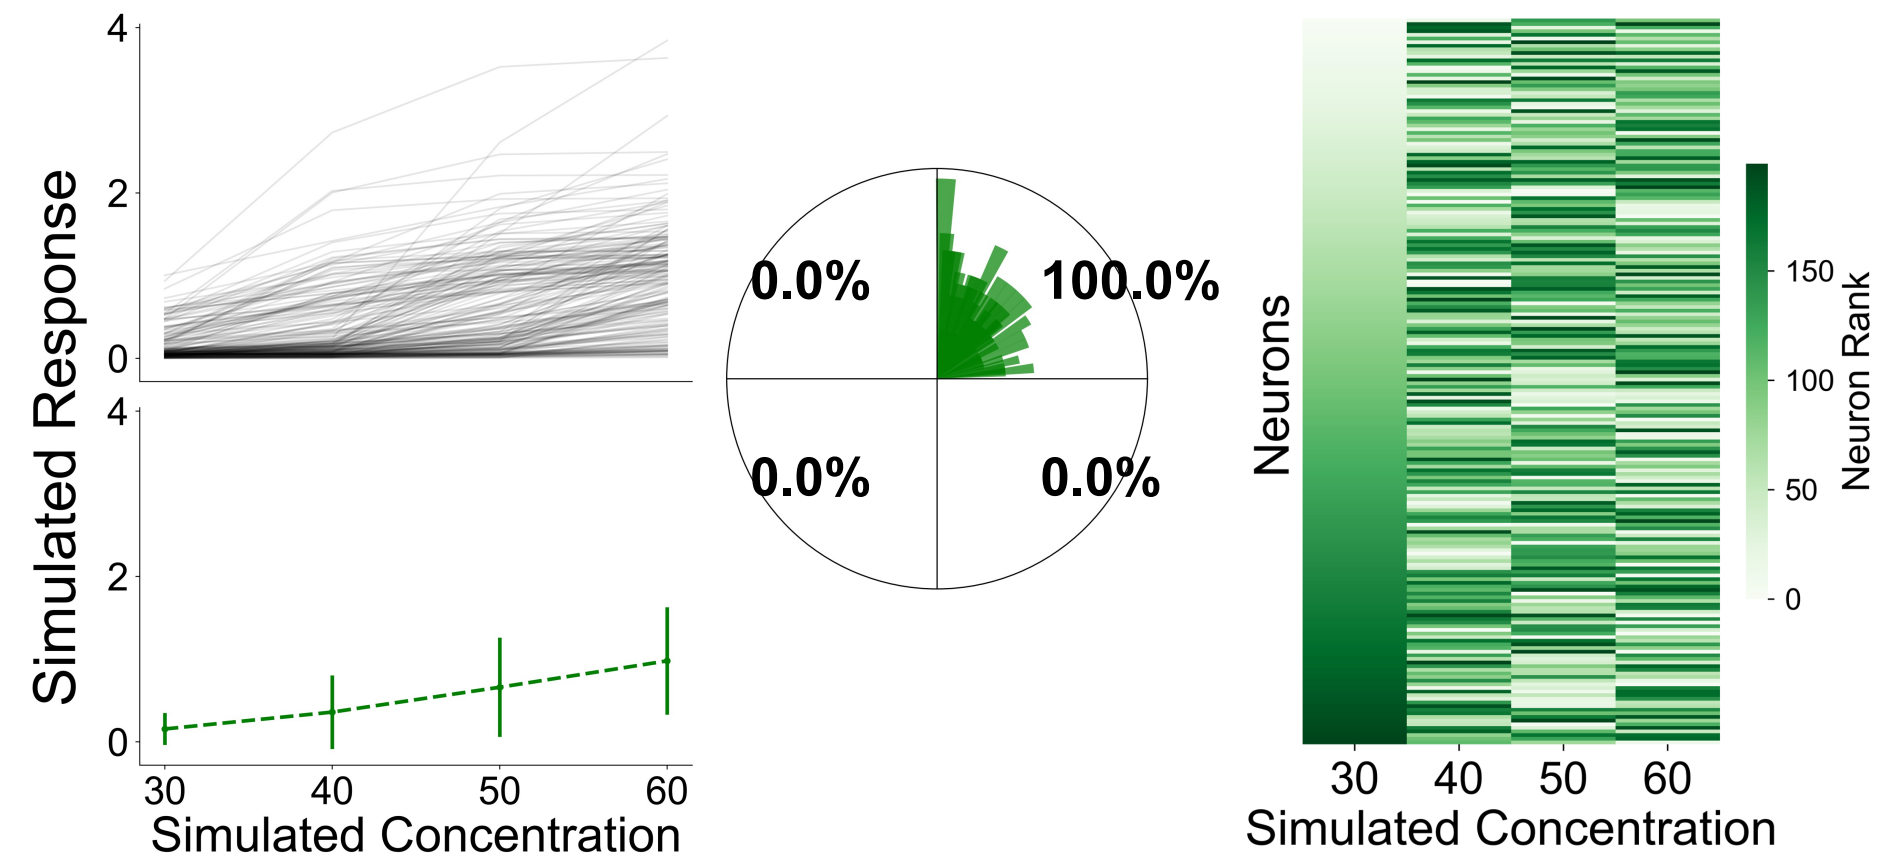 Simulated Response
4
2
0
4
2
0
30 40 50 60
Simulated Concentration
0.0% 100.0%
0.0% 0.0%
Neurons
30 40 50 60
Simulated Concentration
150
100
50
0
Neuron Rank